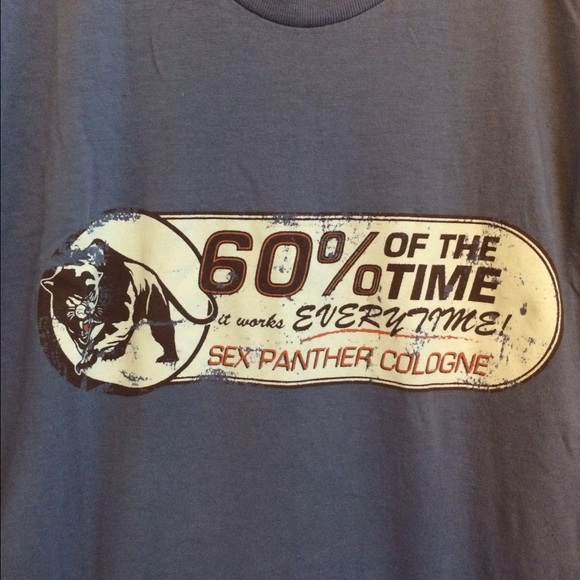 60% OF THE TIME
it works EVERYTIME!
SEX PANTHER COLOGNE